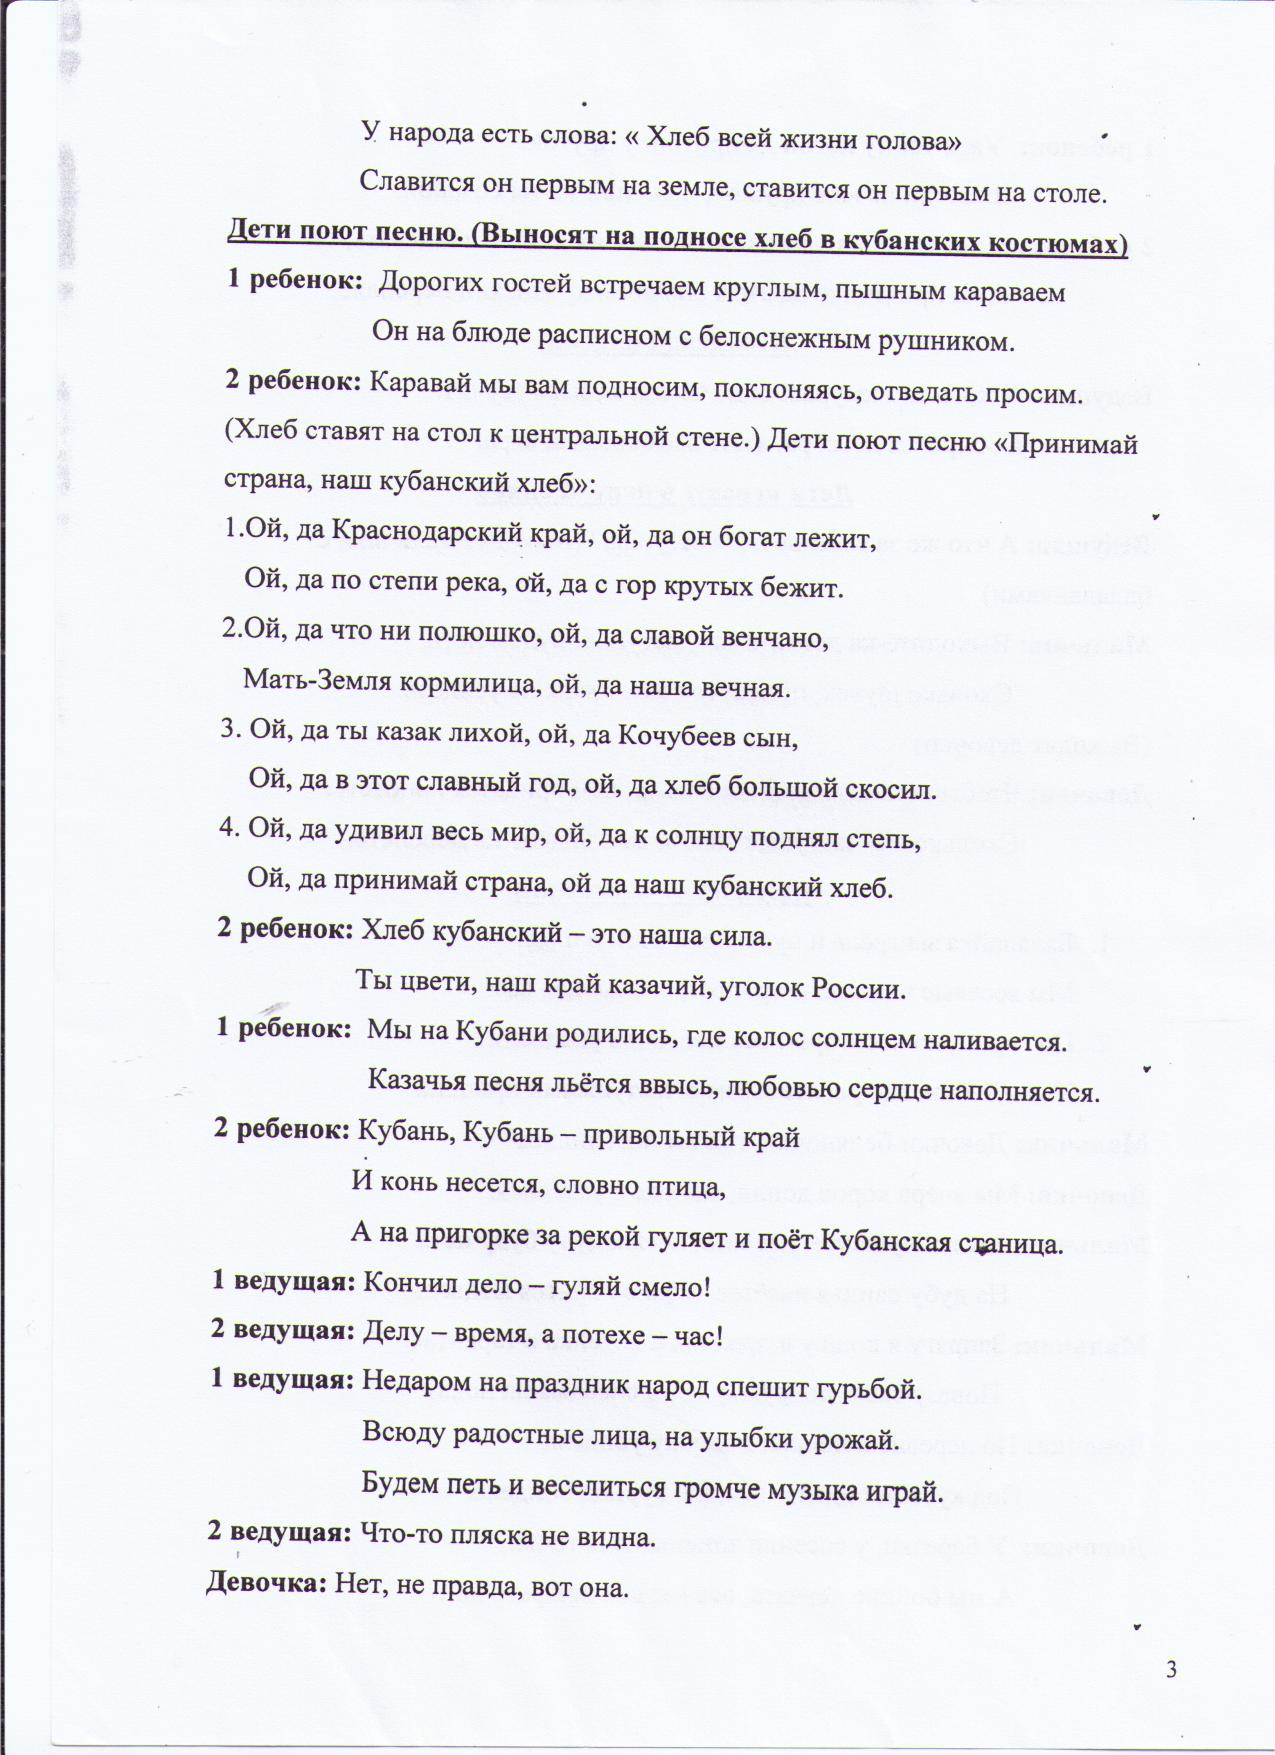 У народа есть слова: « Хлеб всей жизни голова»
Славится он первым на земле, ставится он первым на столе.
Дети поют песню. (Выносят на подносе хлеб в кубанских костюмах)
1 ребенок: Дорогих гостей встречаем круглым, пышным караваем
Он на блюде расписном с белоснежным рушником.
2 ребенок: Каравай мы вам подносим, поклоняясь, отведать просим.
(Хлеб ставят на стол к центральной стене.) Дети поют песню «Принимай
страна, наш кубанский хлеб»:
1.Ой, да Краснодарский край, ой, да он богат лежит,
Ой, да по степи река, ой, да с гор крутых бежит.
2.Ой, да что ни полюшко, ой, да славой венчано,
Мать-Земля кормилица, ой, да наша вечная.
3. Ой, да ты казак лихой, ой, да Кочубеев сын,
Ой, да в этот славный год, ой, да хлеб большой скосил.
4. Ой, да удивил весь мир, ой, да к солнцу поднял степь,
Ой, да принимай страна, ой да наш кубанский хлеб.
2 ребенок: Хлеб кубанский – это наша сила.
Ты цвети, наш край казачий, уголок России.
1 ребенок: Мы на Кубани родились, где колос солнцем наливается.
Казачья песня льётся ввысь, любовью сердце наполняется.
2 ребенок: Кубань, Кубань – привольный край
И конь несется, словно птица,
А на пригорке за рекой гуляет и поёт Кубанская станица.
1 ведущая: Кончил дело – гуляй смело!
2 ведущая: Делу – время, а потехе – час!
1 ведущая: Недаром на праздник народ спешит гурьбой.
Всюду радостные лица, на улыбки урожай.
Будем петь и веселиться громче музыка играй.
2 ведущая: Что-то пляска не видна.
Девочка: Нет, не правда, вот она.
3